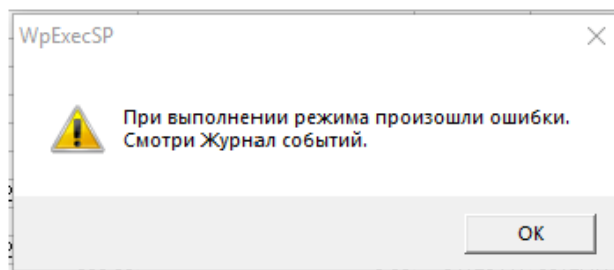 WpExecSP
При выполнении режима произошли ошибки.
Смотри Журнал событий.
OK